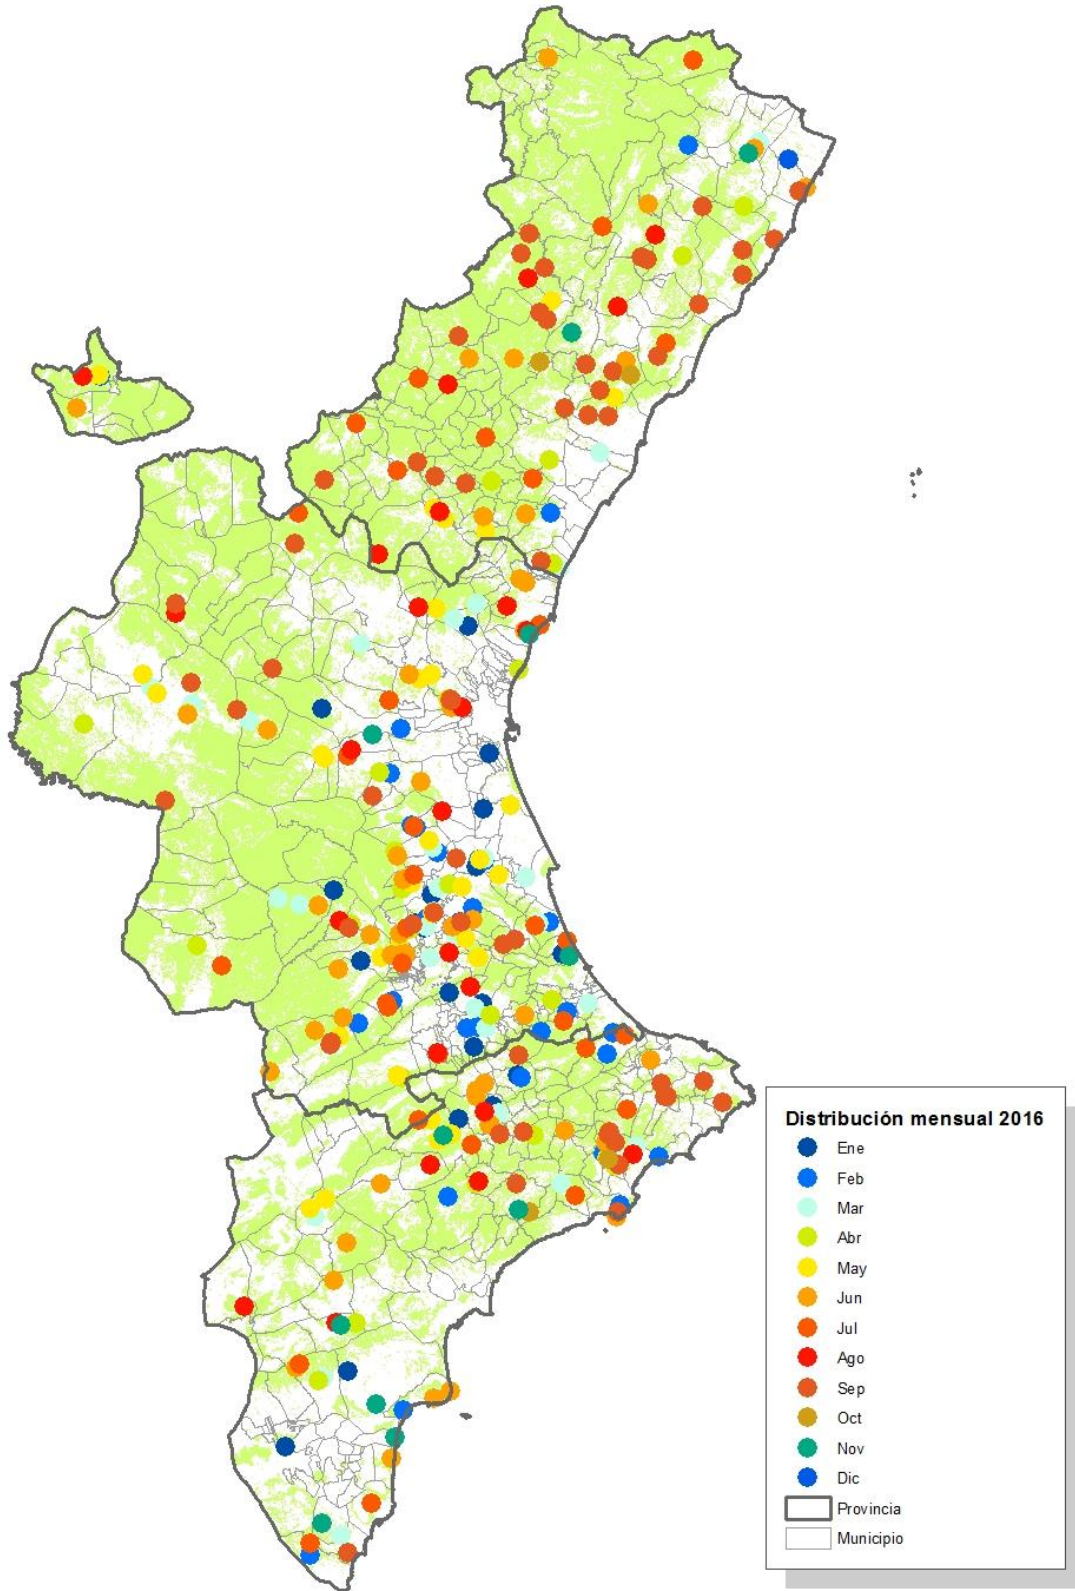 Distribución mensual 2016
Ene
Feb
Mar
Abr
May
Jun
Jul
Ago
Sep
Oct
Nov
Dic
Provincia
Municipio